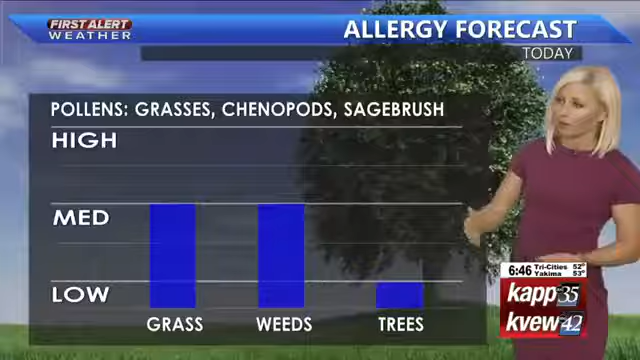 FIRST ALERT
WEATHER
ALLERGY FORECAST
TODAY
POLLENS: GRASSES, CHENOPODS, SAGEBRUSH
HIGH
MED
LOW
GRASS WEEDS TREES
6:46 Tri-Cities 52°
Yakima 53°
kapp 35
kvew 42